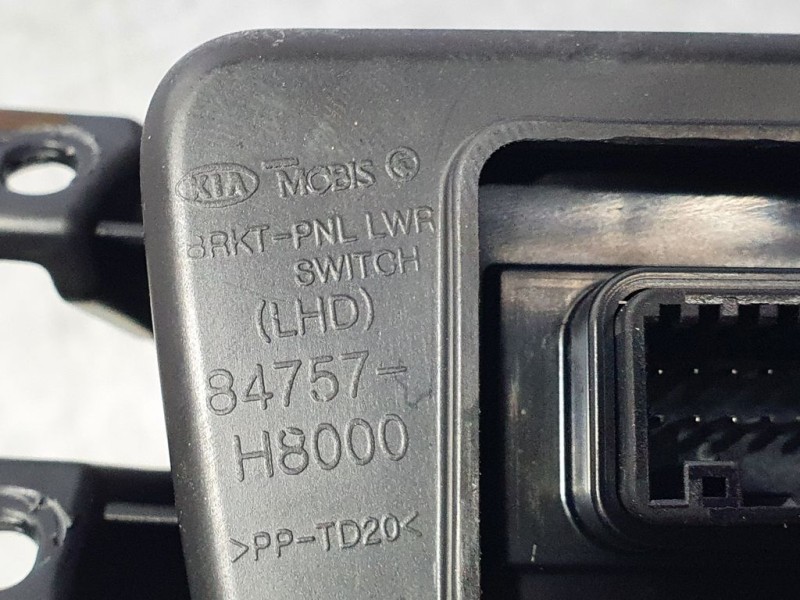 KIA MOBIS ©
BRKT-PNL LWR
SWITCH
(LHD)
84757-
H8000
>PP-TD20<